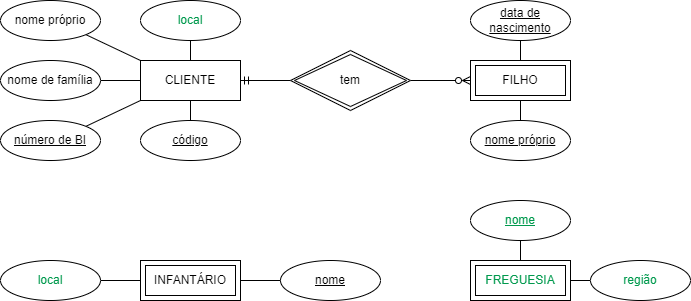 nome próprio
local
data de
nascimento
nome de família
CLIENTE
tem
FILHO
número de BI
código
nome próprio
nome
local
INFANTÁRIO
nome
FREGUESIA
região